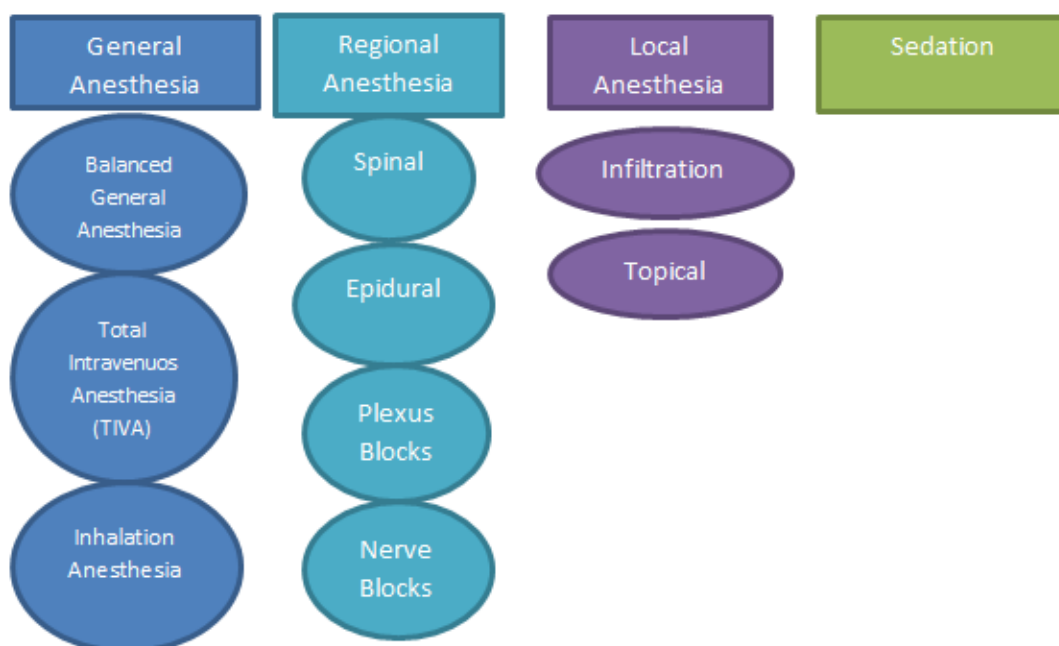 General
Anesthesia
Balanced
General
Anesthesia
Total
Intravenuos
Anesthesia
(TIVA)
Inhalation
Anesthesia
Regional
Anesthesia
Spinal
Epidural
Plexus
Blocks
Nerve
Blocks
Local
Anesthesia
Infiltration
Topical
Sedation